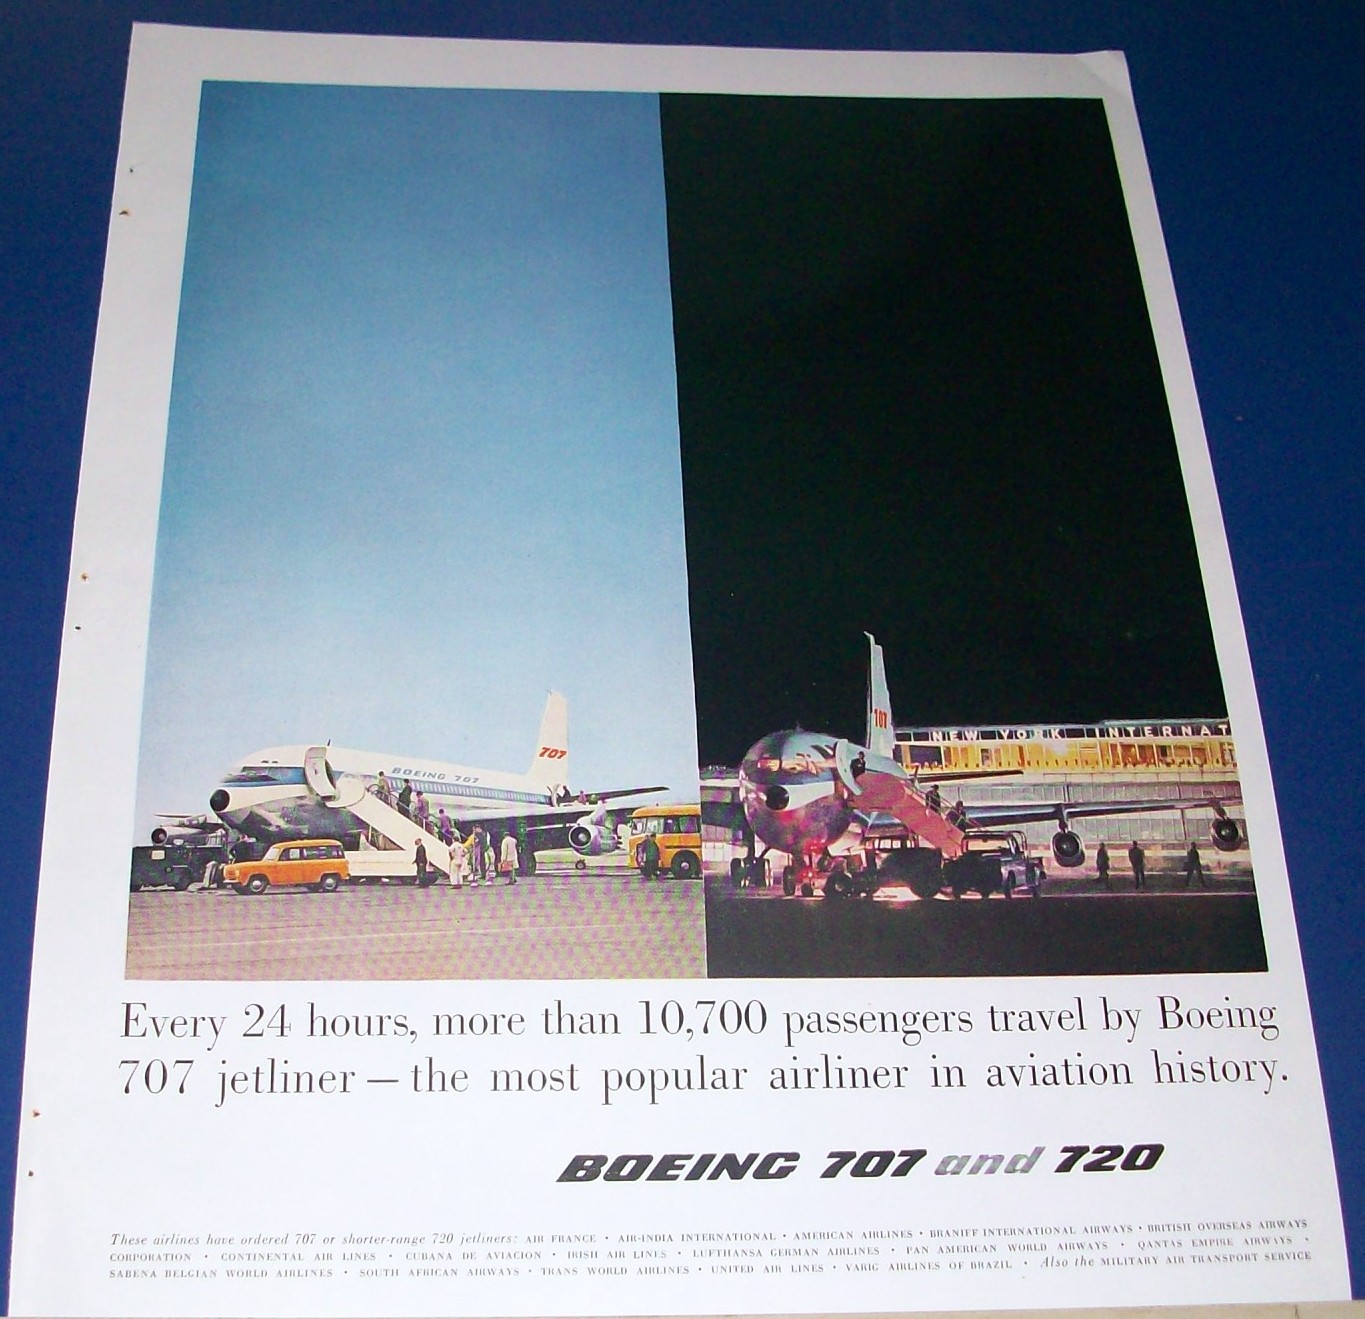 BOEING 707
707
707
NEW YORK INTERNAT
Every 24 hours, more than 10,700 passengers travel by Boeing
707 jetliner — the most popular airliner in aviation history.
BOEING 707 and 720
These airlines have ordered 707 or shorter-range 720 jetliners: AIR FRANCE • AIR-INDIA INTERNATIONAL • AMERICAN AIRLINES • BRANIFF INTERNATIONAL AIRWAYS • BRITISH OVERSEAS AIRWAYS
CORPORATION • CONTINENTAL AIR LINES • CUBANA DE AVIACION • IRISH AIR LINES • LUFTHANSA GERMAN AIRLINES • PAN AMERICAN WORLD AIRWAYS • QANTAS EMPIRE AIRWAYS •
SABENA BELGIAN WORLD AIRLINES • SOUTH AFRICAN AIRWAYS • TRANS WORLD AIRLINES • UNITED AIR LINES • VARIG AIRLINES OF BRAZIL • Also the MILITARY AIR TRANSPORT SERVICE